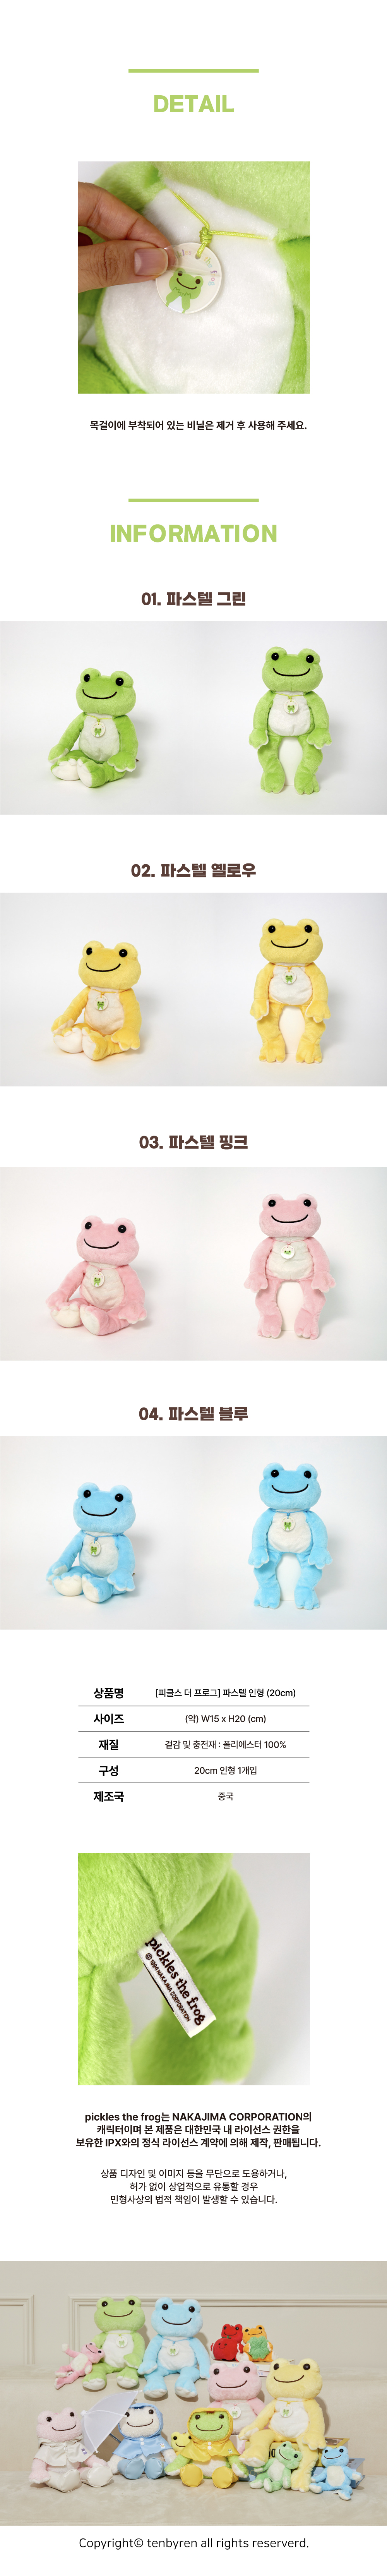 DETAIL
목걸이에 부착되어 있는 비닐은 제거 후 사용해 주세요.
INFORMATION
01. 파스텔 그린
02. 파스텔 옐로우
03. 파스텔 핑크
04. 파스텔 블루
상품명 [피클스 더 프로그] 파스텔 인형 (20cm)
사이즈 (약) W15 x H20 (cm)
재질 겉감 및 충전재 : 폴리에스터 100%
구성 20cm 인형 1개입
제조국 중국
pickles the frog
© 1994 NAKAJIMA CORPORATION
pickles the frog는 NAKAJIMA CORPORATION의
캐릭터이며 본 제품은 대한민국 내 라이선스 권한을
보유한 IPX와의 정식 라이선스 계약에 의해 제작, 판매됩니다.
상품 디자인 및 이미지 등을 무단으로 도용하거나,
허가 없이 상업적으로 유통할 경우
민형사상의 법적 책임이 발생할 수 있습니다.
Copyright© tenbyren all rights reserverd.